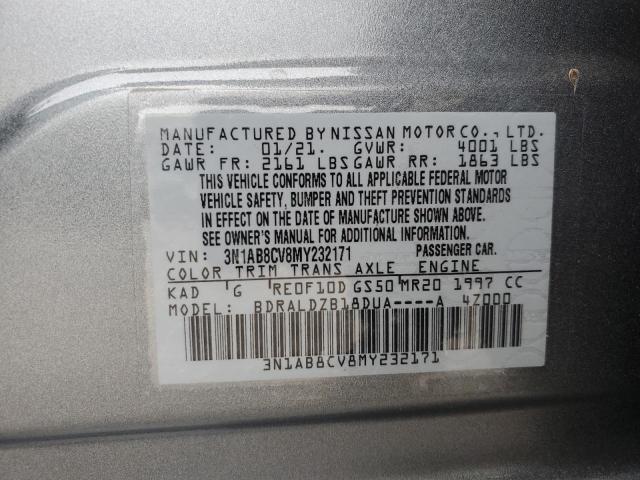 MANUFACTURED BY NISSAN MOTOR CO., LTD.
DATE: 01/21. GVWR: 4001 LBS
GAWR FR: 2161 LBS GAWR RR: 1863 LBS
THIS VEHICLE CONFORMS TO ALL APPLICABLE FEDERAL MOTOR
VEHICLE SAFETY, BUMPER AND THEFT PREVENTION STANDARDS
IN EFFECT ON THE DATE OF MANUFACTURE SHOWN ABOVE.
SEE OWNER'S MANUAL FOR ADDITIONAL INFORMATION.
VIN: 3N1AB8CV8MY232171 PASSENGER CAR.
COLOR TRIM TRANS AXLE ENGINE
KAD G RE0F10D GS50 MR20 1997 CC
MODEL: BDRALDZB18DUA----A 4Z000
3N1AB8CV8MY232171